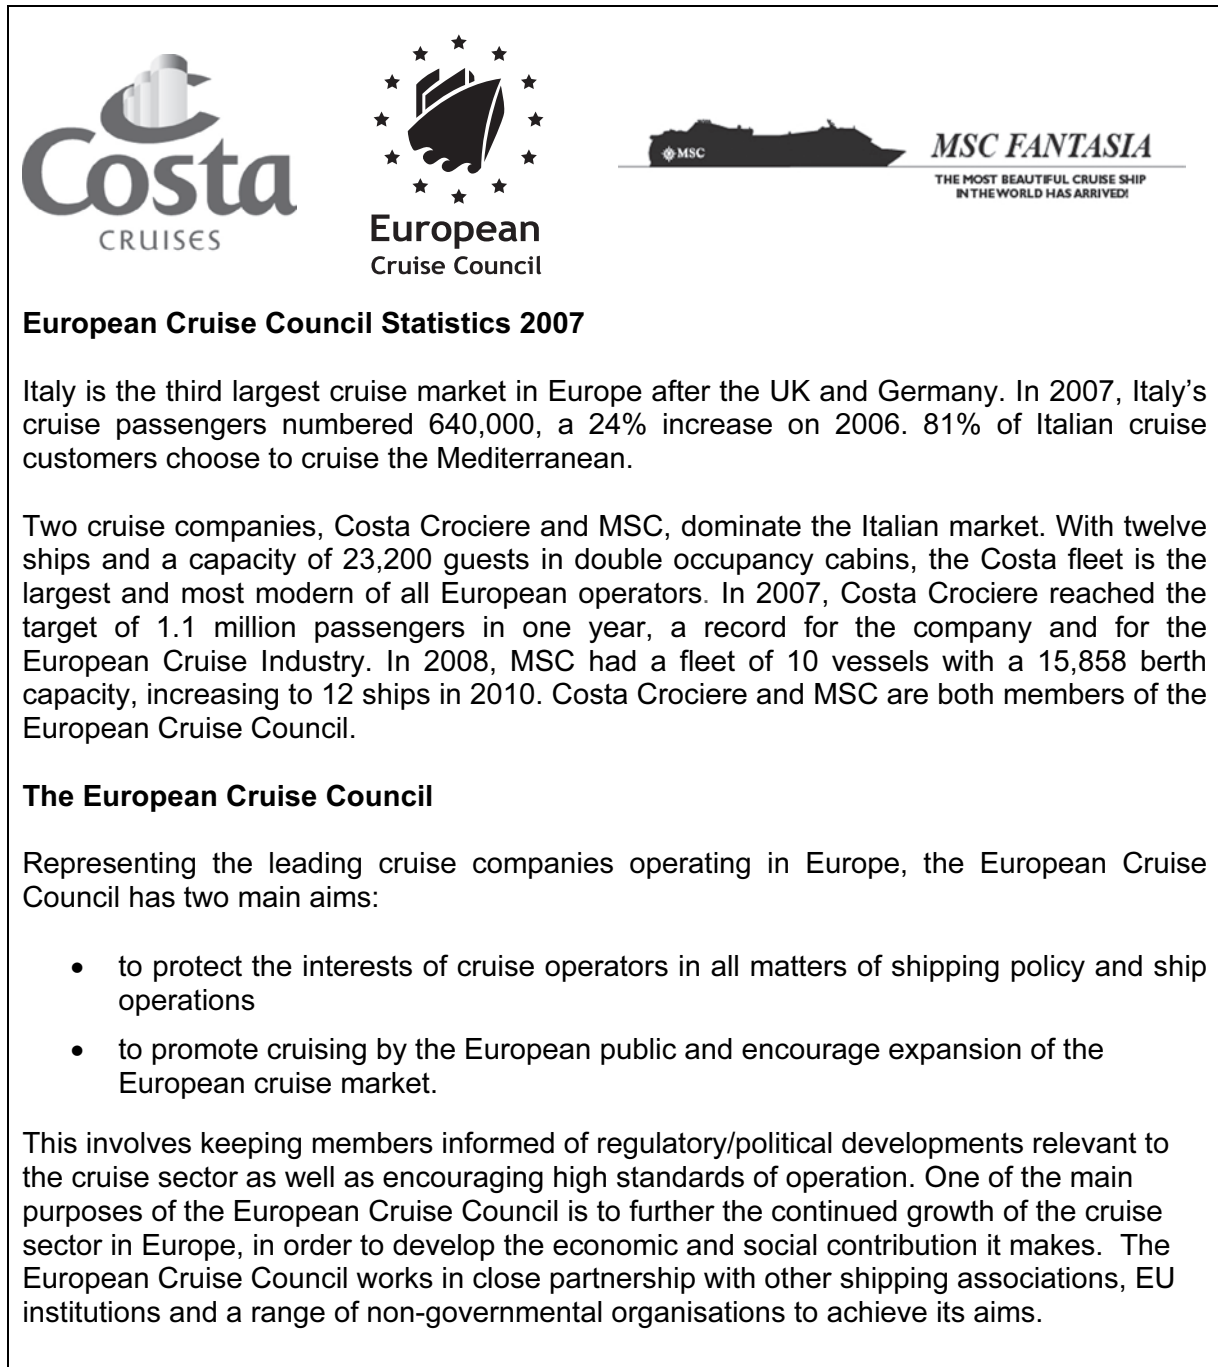 Costa
CRUISES
European
Cruise Council
MSC
MSC FANTASIA
THE MOST BEAUTIFUL CRUISE SHIP
IN THE WORLD HAS ARRIVED!
European Cruise Council Statistics 2007
Italy is the third largest cruise market in Europe after the UK and Germany. In 2007, Italy’s
cruise passengers numbered 640,000, a 24% increase on 2006. 81% of Italian cruise
customers choose to cruise the Mediterranean.
Two cruise companies, Costa Crociere and MSC, dominate the Italian market. With twelve
ships and a capacity of 23,200 guests in double occupancy cabins, the Costa fleet is the
largest and most modern of all European operators. In 2007, Costa Crociere reached the
target of 1.1 million passengers in one year, a record for the company and for the
European Cruise Industry. In 2008, MSC had a fleet of 10 vessels with a 15,858 berth
capacity, increasing to 12 ships in 2010. Costa Crociere and MSC are both members of the
European Cruise Council.
The European Cruise Council
Representing the leading cruise companies operating in Europe, the European Cruise
Council has two main aims:
• to protect the interests of cruise operators in all matters of shipping policy and ship
operations
• to promote cruising by the European public and encourage expansion of the
European cruise market.
This involves keeping members informed of regulatory/political developments relevant to
the cruise sector as well as encouraging high standards of operation. One of the main
purposes of the European Cruise Council is to further the continued growth of the cruise
sector in Europe, in order to develop the economic and social contribution it makes.  The
European Cruise Council works in close partnership with other shipping associations, EU
institutions and a range of non-governmental organisations to achieve its aims.